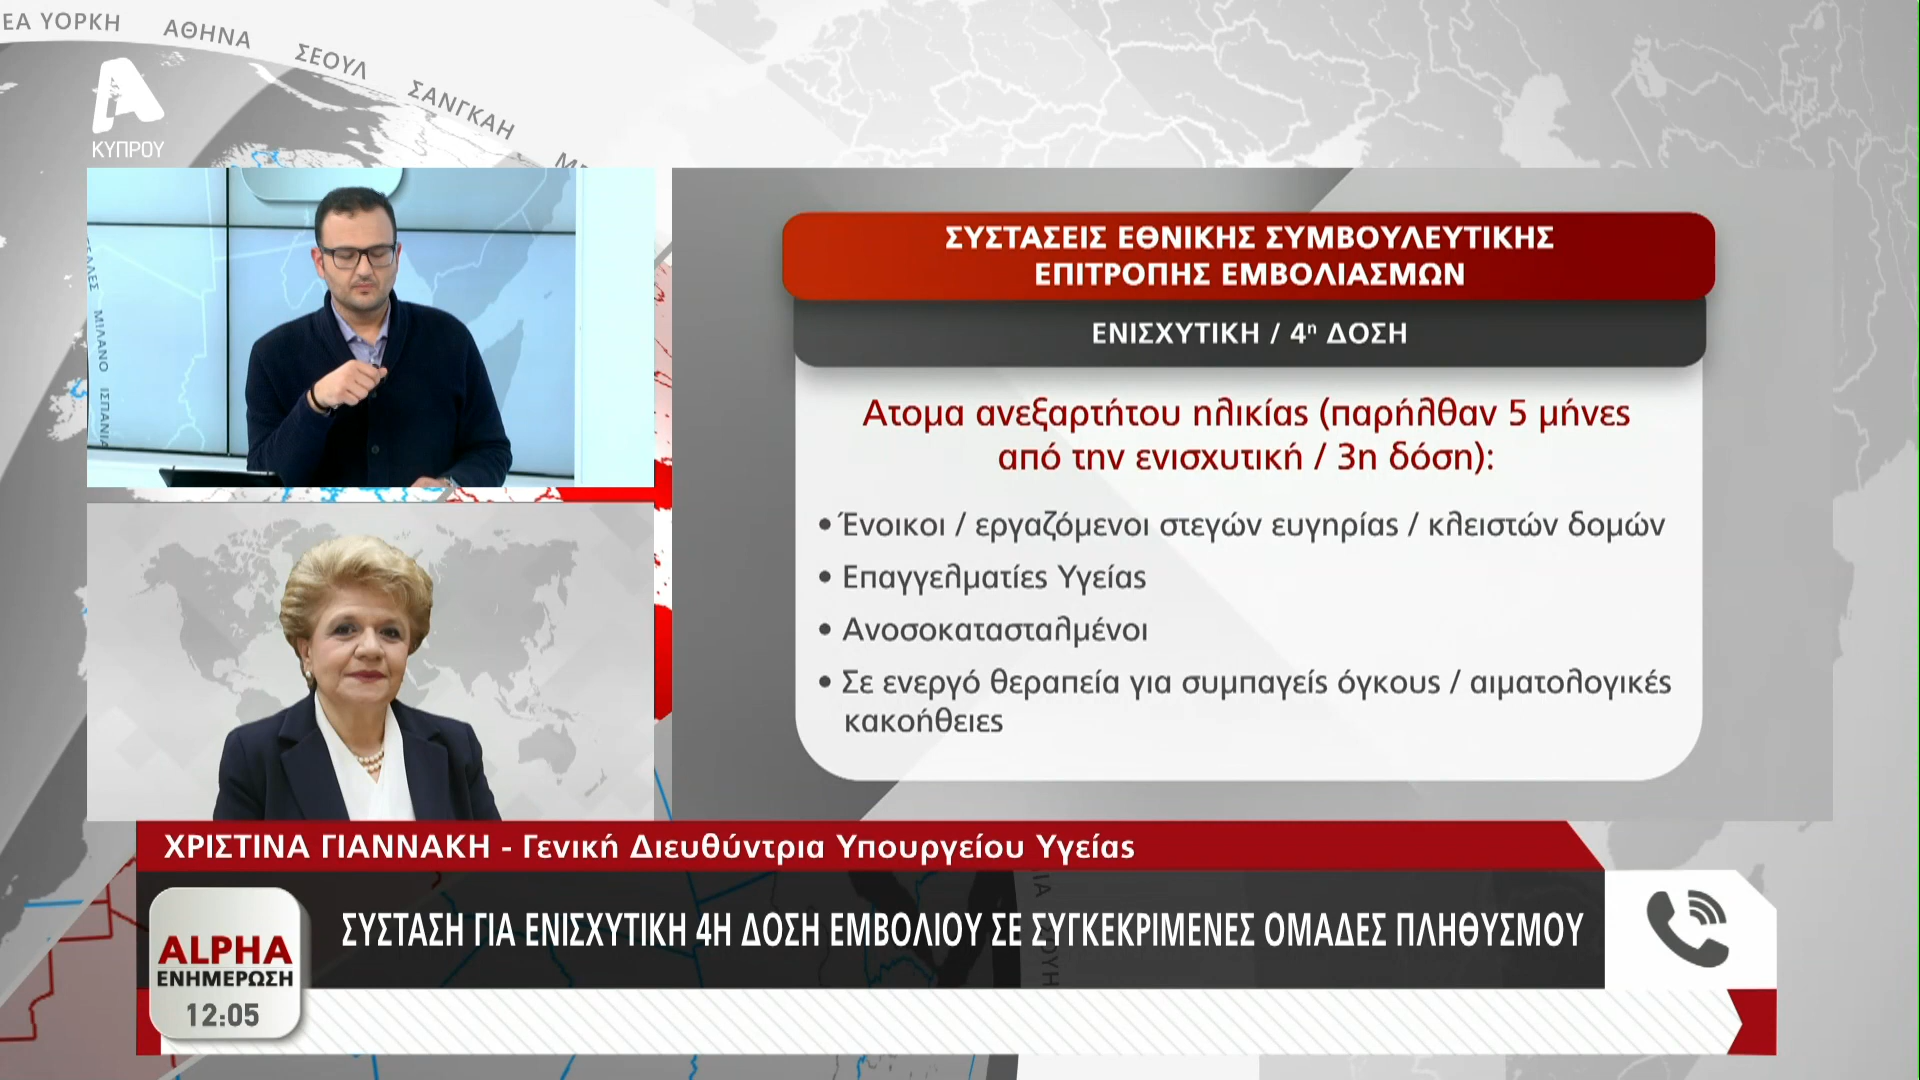 ΕΑ ΥΟΡΚΗ
ΑΘΗΝΑ
ΣΕΟΥΛ
ΣΑΝΓΚΑΗ
ΚΥΠΡΟΥ
ΜΙΛΑΝΟ
ΙΣΠΑΝΙΑ
ΣΥΣΤΑΣΕΙΣ ΕΘΝΙΚΗΣ ΣΥΜΒΟΥΛΕΥΤΙΚΗΣ
ΕΠΙΤΡΟΠΗΣ ΕΜΒΟΛΙΑΣΜΩΝ
ΕΝΙΣΧΥΤΙΚΗ / 4η ΔΟΣΗ
Ατομα ανεξαρτήτου ηλικίας (παρήλθαν 5 μήνες
από την ενισχυτική / 3η δόση):
• Ένοικοι / εργαζόμενοι στεγών ευγηρίας / κλειστών δομών
• Επαγγελματίες Υγείας
• Ανοσοκατασταλμένοι
• Σε ενεργό θεραπεία για συμπαγείς όγκους / αιματολογικές
κακοήθειες
ΧΡΙΣΤΙΝΑ ΓΙΑΝΝΑΚΗ - Γενική Διευθύντρια Υπουργείου Υγείας
ΣΥΣΤΑΣΗ ΓΙΑ ΕΝΙΣΧΥΤΙΚΗ 4Η ΔΟΣΗ ΕΜΒΟΛΙΟΥ ΣΕ ΣΥΓΚΕΚΡΙΜΕΝΕΣ ΟΜΑΔΕΣ ΠΛΗΘΥΣΜΟΥ
ALPHA
ΕΝΗΜΕΡΩΣΗ
12:05